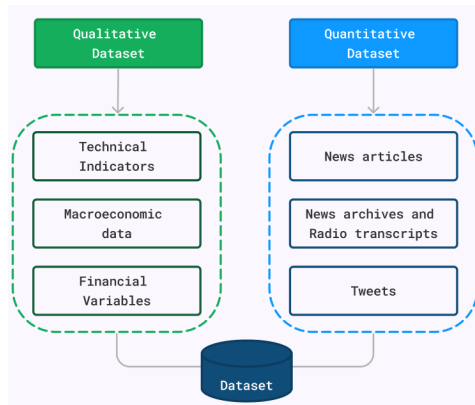 Qualitative
Dataset
Quantitative
Dataset
Technical
Indicators
News articles
Macroeconomic
data
News archives and
Radio transcripts
Financial
Variables
Tweets
Dataset